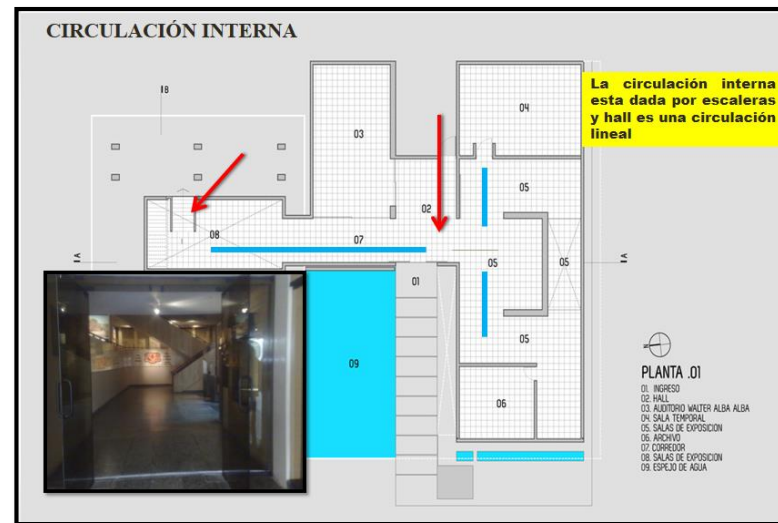 CIRCULACIÓN INTERNA
La circulación interna
esta dada por escaleras
y hall es una circulación
lineal
B
04
03
05
02
08
07
A
05
05
A
01
09
05
06
PLANTA .01
01. INGRESO
02. HALL
03. AUDITORIO WALTER ALBA ALBA
04. SALA TEMPORAL
05. SALAS DE EXPOSICION
06. ARCHIVO
07. CORREDOR
08. SALAS DE EXPOSICION
09. ESPEJO DE AGUA